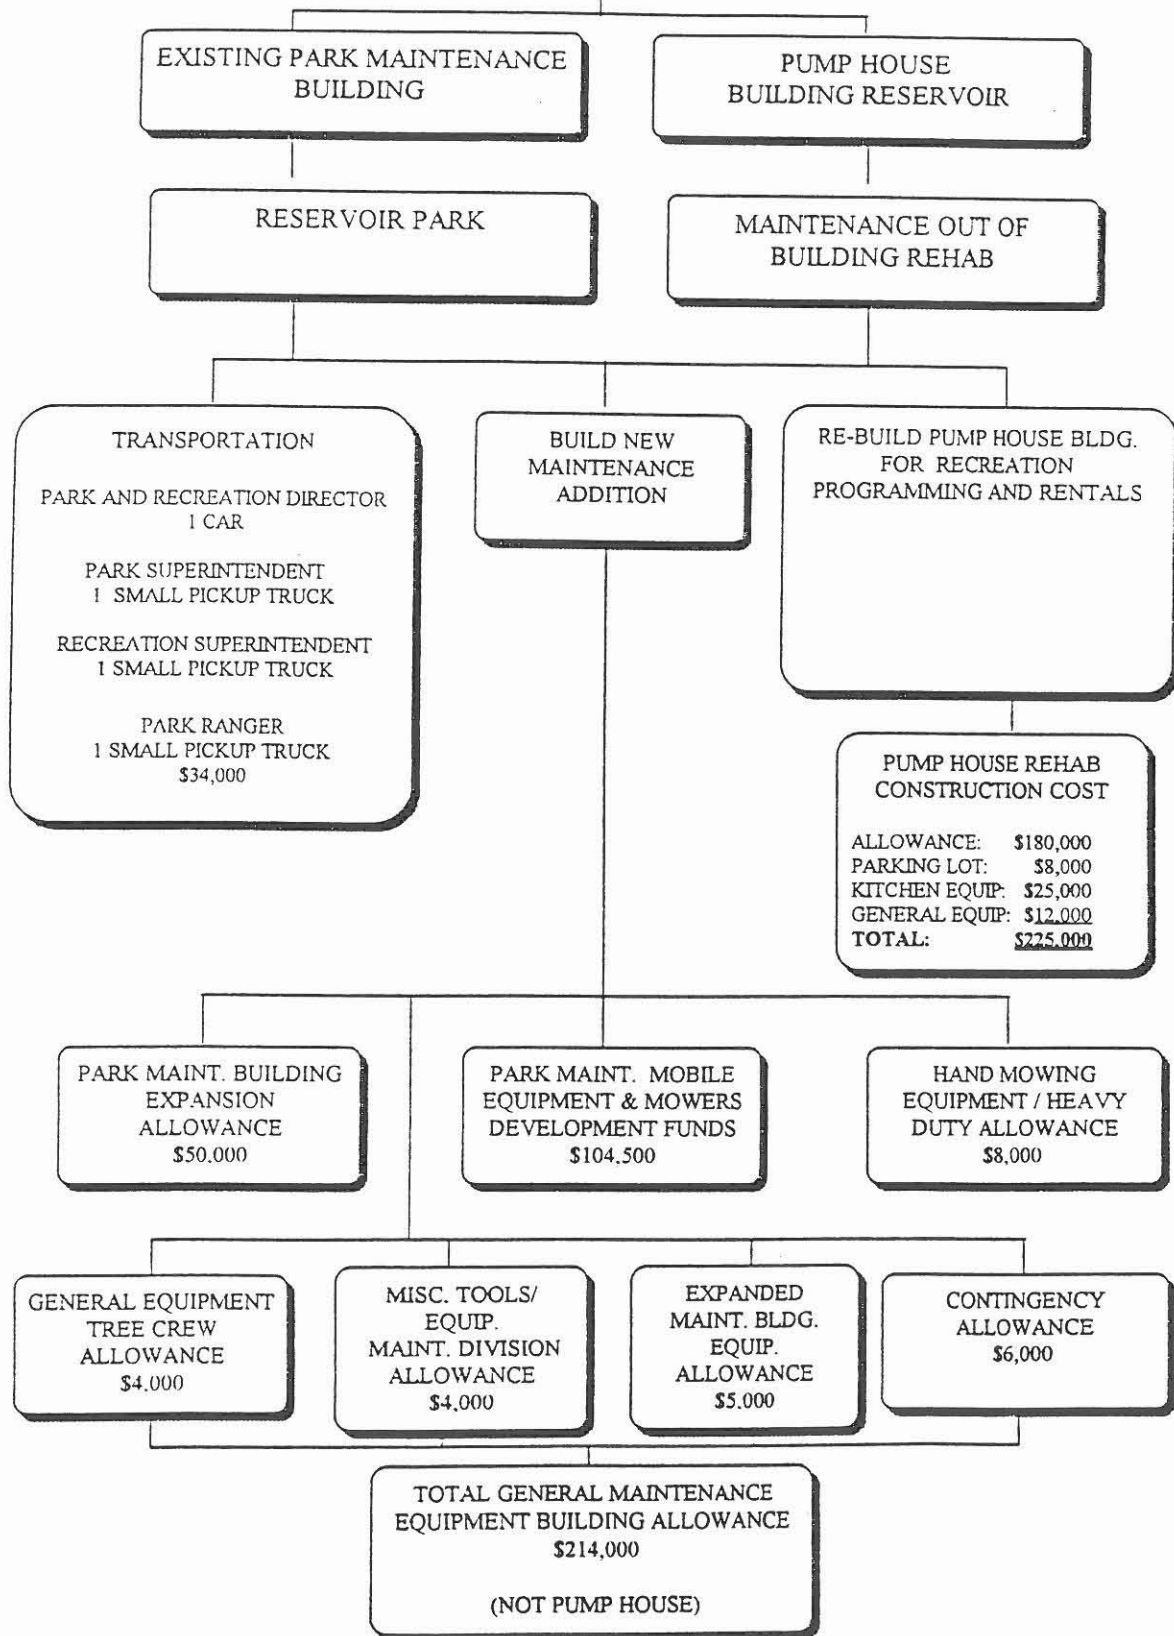 EXISTING PARK MAINTENANCE
BUILDING
PUMP HOUSE
BUILDING RESERVOIR
RESERVOIR PARK
MAINTENANCE OUT OF
BUILDING REHAB
TRANSPORTATION
PARK AND RECREATION DIRECTOR
1 CAR
PARK SUPERINTENDENT
1 SMALL PICKUP TRUCK
RECREATION SUPERINTENDENT
1 SMALL PICKUP TRUCK
PARK RANGER
1 SMALL PICKUP TRUCK
$34,000
BUILD NEW
MAINTENANCE
ADDITION
RE-BUILD PUMP HOUSE BLDG.
FOR RECREATION
PROGRAMMING AND RENTALS
PUMP HOUSE REHAB
CONSTRUCTION COST
ALLOWANCE: $180,000
PARKING LOT: $8,000
KITCHEN EQUIP: $25,000
GENERAL EQUIP: $12,000
TOTAL: $225,000
PARK MAINT. BUILDING
EXPANSION
ALLOWANCE
$50,000
PARK MAINT. MOBILE
EQUIPMENT & MOWERS
DEVELOPMENT FUNDS
$104,500
HAND MOWING
EQUIPMENT / HEAVY
DUTY ALLOWANCE
$8,000
GENERAL EQUIPMENT
TREE CREW
ALLOWANCE
$4,000
MISC. TOOLS/
EQUIP.
MAINT. DIVISION
ALLOWANCE
$4,000
EXPANDED
MAINT. BLDG.
EQUIP.
ALLOWANCE
$5,000
CONTINGENCY
ALLOWANCE
$6,000
TOTAL GENERAL MAINTENANCE
EQUIPMENT BUILDING ALLOWANCE
$214,000
(NOT PUMP HOUSE)